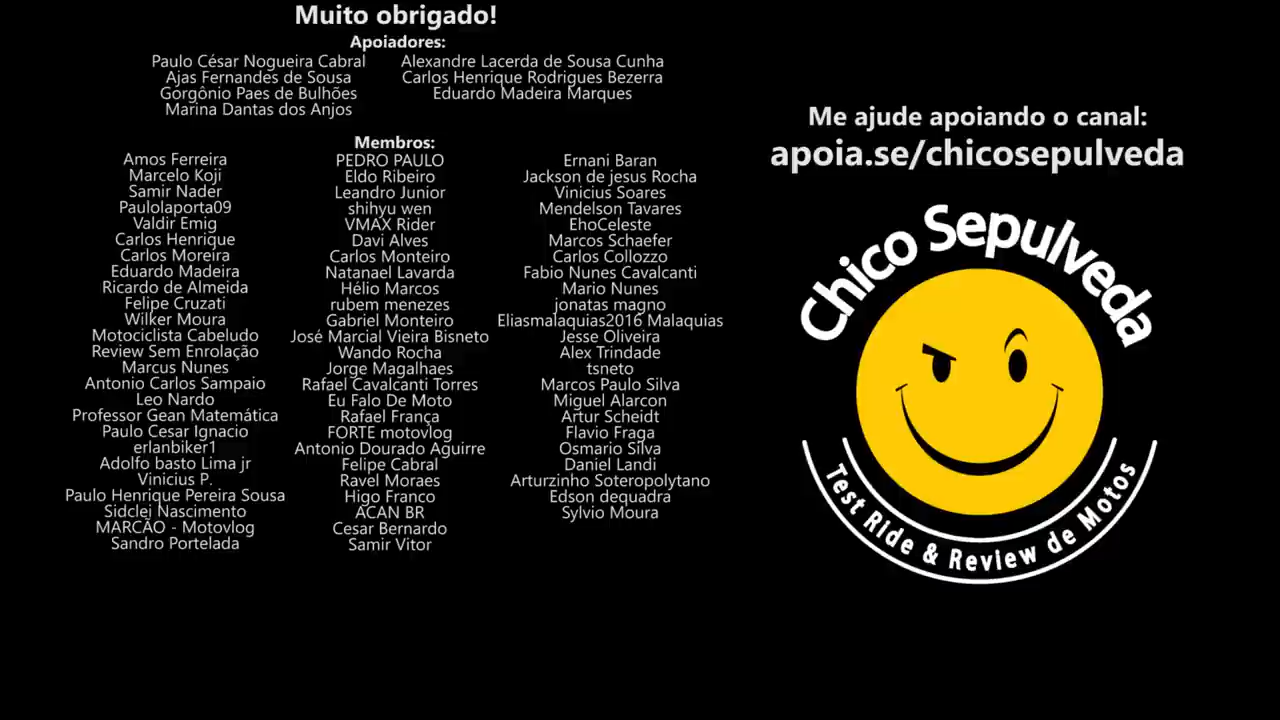 Muito obrigado!
Apoiadores:
Paulo César Nogueira Cabral
Ajas Fernandes de Sousa
Gorgônio Paes de Bulhões
Marina Dantas dos Anjos
Alexandre Lacerda de Sousa Cunha
Carlos Henrique Rodrigues Bezerra
Eduardo Madeira Marques
Membros:
Amos Ferreira
Marcelo Koji
Samir Nader
Paulolaporta09
Valdir Emig
Carlos Henrique
Carlos Moreira
Eduardo Madeira
Ricardo de Almeida
Felipe Cruzati
Wilker Moura
Motociclista Cabeludo
Review Sem Enrolação
Marcus Nunes
Antonio Carlos Sampaio
Leo Nardo
Professor Gean Matemática
Paulo Cesar Ignacio
erlanbiker1
Adolfo basto Lima jr
Vinicius P.
Paulo Henrique Pereira Sousa
Sidclei Nascimento
MARCÃO - Motovlog
Sandro Portelada
PEDRO PAULO
Eldo Ribeiro
Leandro Junior
shihyu wen
VMAX Rider
Davi Alves
Carlos Monteiro
Natanael Lavarda
Hélio Marcos
rubem menezes
Gabriel Monteiro
José Marcial Vieira Bisneto
Wando Rocha
Jorge Magalhaes
Rafael Cavalcanti Torres
Eu Falo De Moto
Rafael França
FORTE motovlog
Antonio Dourado Aguirre
Felipe Cabral
Ravel Moraes
Higo Franco
ACAN BR
Cesar Bernardo
Samir Vitor
Ernani Baran
Jackson de jesus Rocha
Vinicius Soares
Mendelson Tavares
EhoCeleste
Marcos Schaefer
Carlos Collozzo
Fabio Nunes Cavalcanti
Mario Nunes
jonatas magno
Eliasmalaquias2016 Malaquias
Jesse Oliveira
Alex Trindade
tsneto
Marcos Paulo Silva
Miguel Alarcon
Artur Scheidt
Flavio Fraga
Osmario Silva
Daniel Landi
Arturzinho Soteropolytano
Edson dequadra
Sylvio Moura
Me ajude apoiando o canal:
apoia.se/chicosepulveda
Chico Sepulveda
Test Ride & Review de Motos